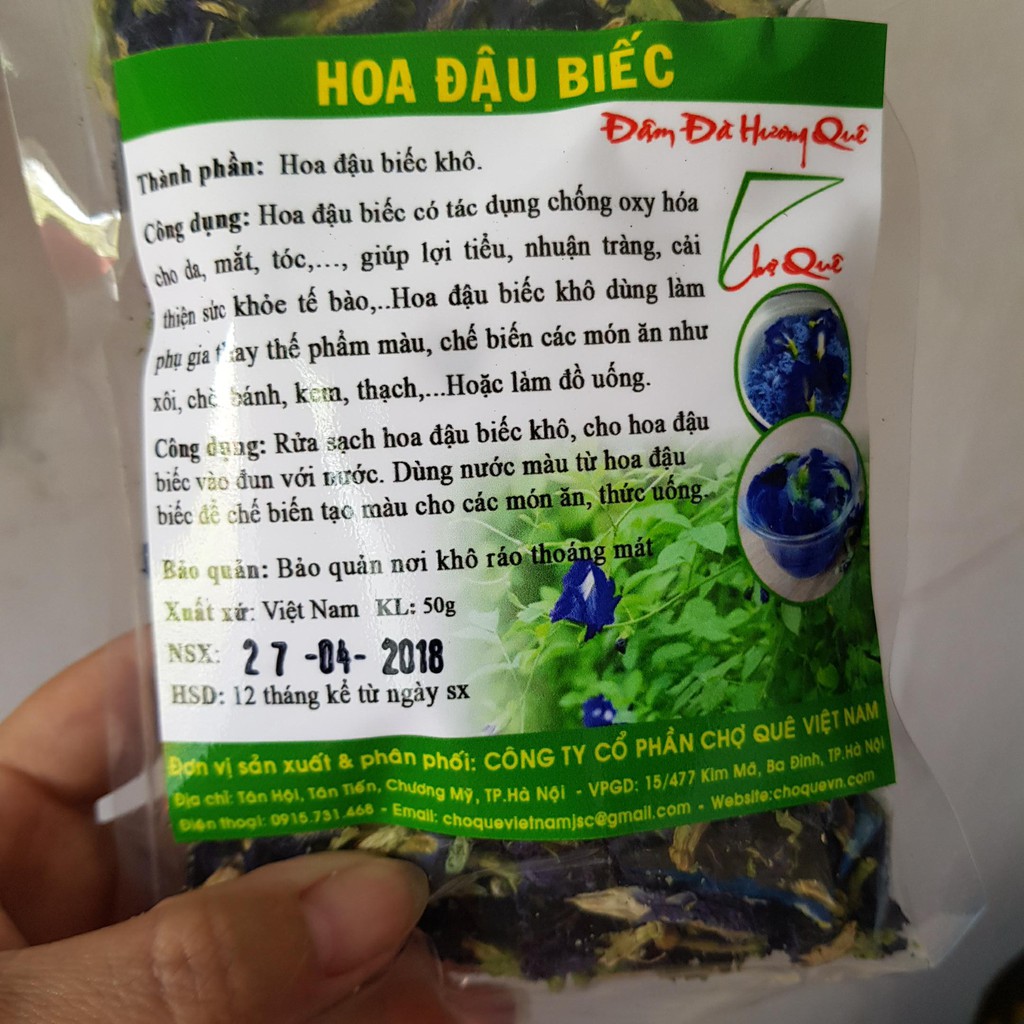 HOA ĐẬU BIẾC
Đậm Đà Hương Quê
Chợ Quê
Thành phần: Hoa đậu biếc khô.
Công dụng: Hoa đậu biếc có tác dụng chống oxy hóa
cho da, mắt, tóc,..., giúp lợi tiểu, nhuận tràng, cải
thiện sức khỏe tế bào,..Hoa đậu biếc khô dùng làm
phụ gia thay thế phẩm màu, chế biến các món ăn như
xôi, chè bánh, kem, thạch,...Hoặc làm đồ uống.
Công dụng: Rửa sạch hoa đậu biếc khô, cho hoa đậu
biếc vào đun với nước. Dùng nước màu từ hoa đậu
biếc để chế biến tạo màu cho các món ăn, thức uống.
Bảo quản: Bảo quản nơi khô ráo thoáng mát
Xuất xứ: Việt Nam KL: 50g
NSX: 27-04-2018
HSD: 12 tháng kể từ ngày sx
Đơn vị sản xuất & phân phối: CÔNG TY CỔ PHẦN CHỢ QUÊ VIỆT NAM
Địa chỉ: Tân Hội, Tân Tiến, Chương Mỹ, TP.Hà Nội - VPGD: 15/477 Kim Mã, Ba Đình, TP.Hà Nội
Điện thoại: 0915.731.468 - Email: choquevietnamjsc@gmail.com - Website:choquevn.com